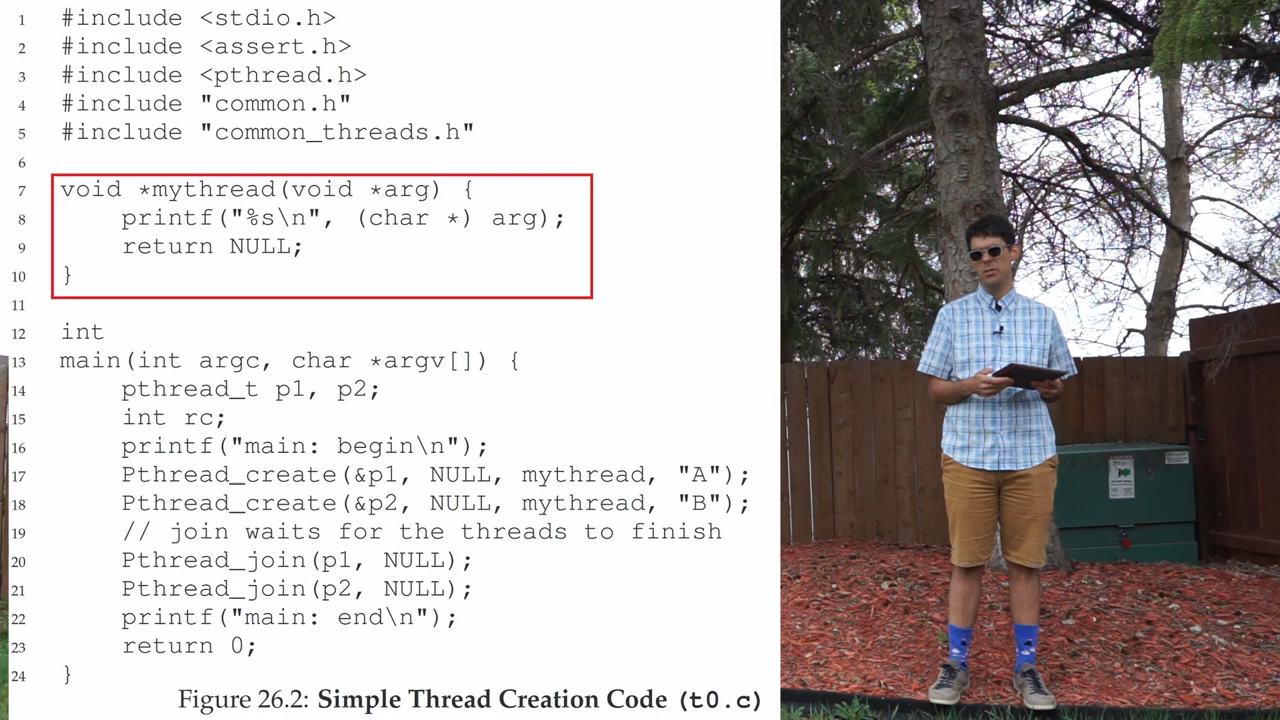 1 #include <stdio.h>
2 #include <assert.h>
3 #include <pthread.h>
4 #include "common.h"
5 #include "common_threads.h"
6
7 void *mythread(void *arg) {
8 printf("%s\n", (char *) arg);
9 return NULL;
10 }
11
12 int
13 main(int argc, char *argv[]) {
14 pthread_t p1, p2;
15 int rc;
16 printf("main: begin\n");
17 Pthread_create(&p1, NULL, mythread, "A");
18 Pthread_create(&p2, NULL, mythread, "B");
19 // join waits for the threads to finish
20 Pthread_join(p1, NULL);
21 Pthread_join(p2, NULL);
22 printf("main: end\n");
23 return 0;
24 }
Figure 26.2: Simple Thread Creation Code (t0.c)